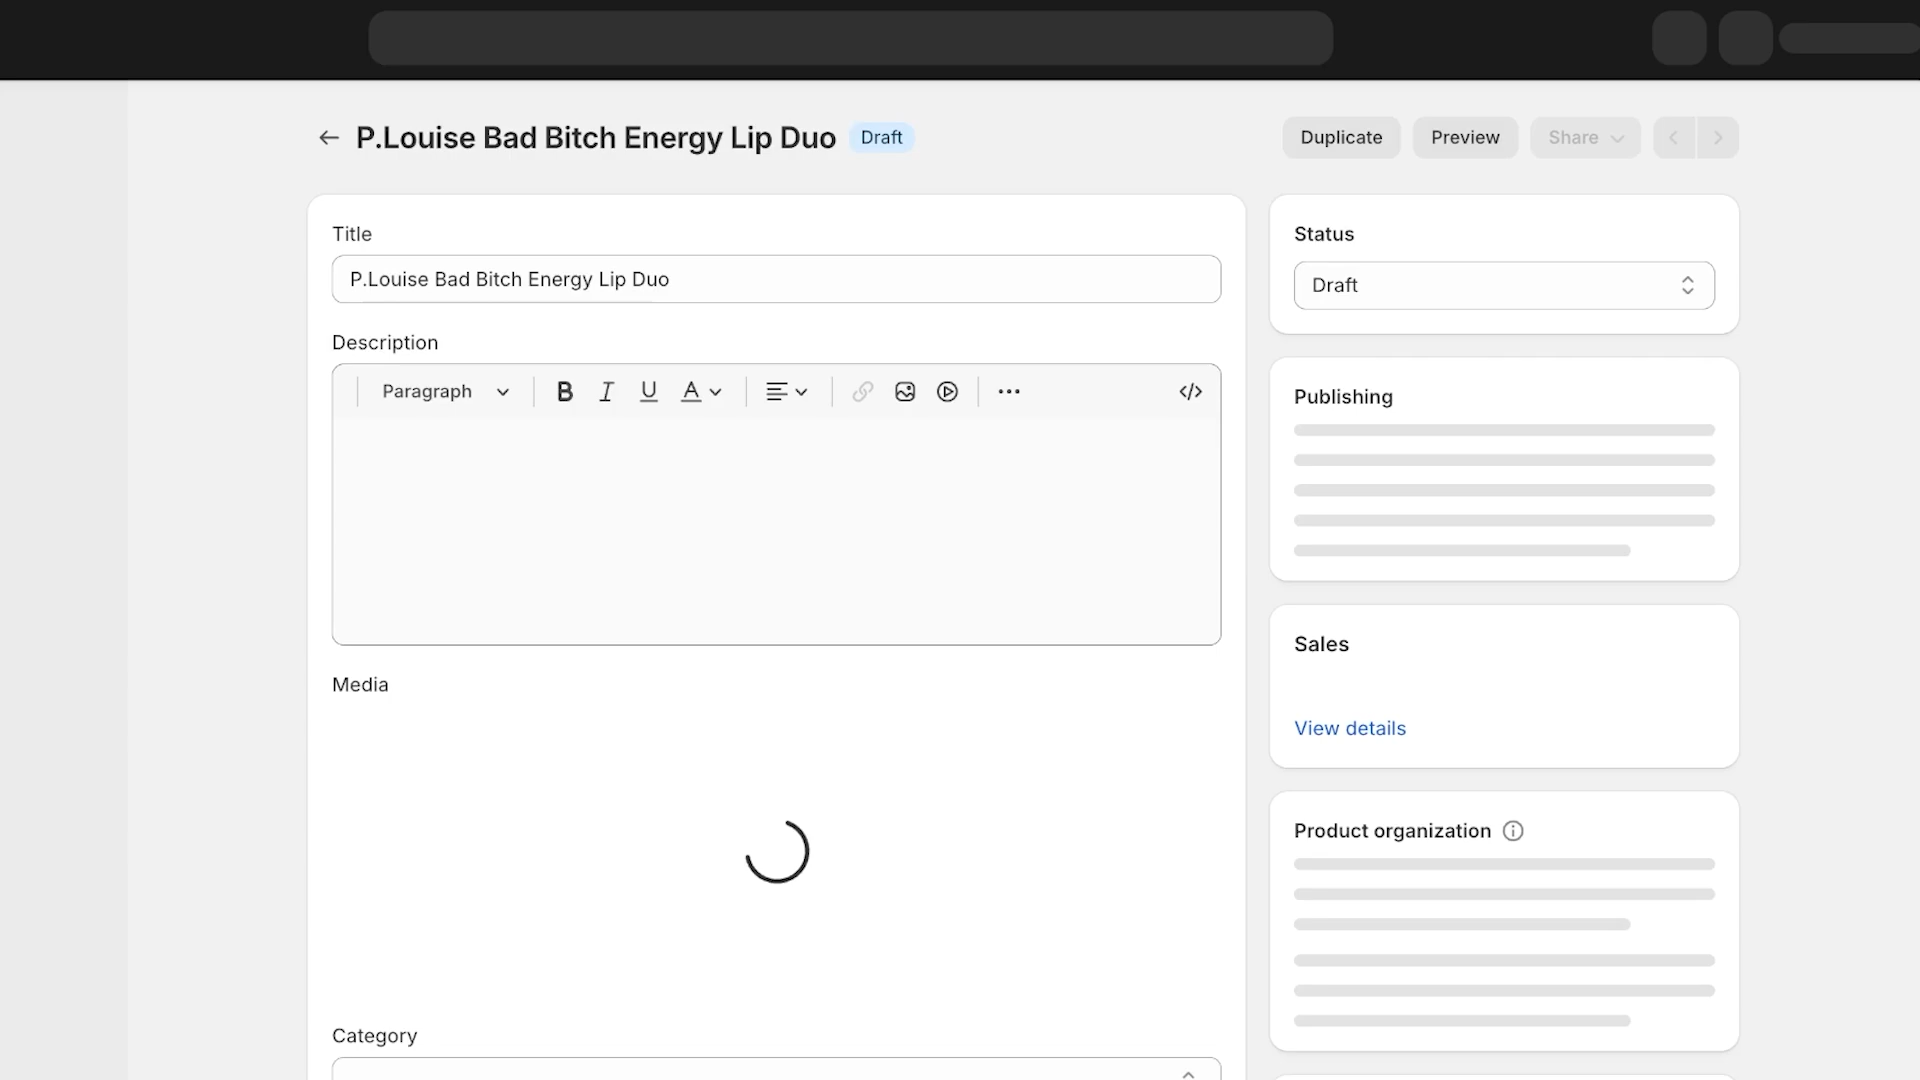 P.Louise Bad Bitch Energy Lip Duo
Draft
Duplicate
Preview
Share
Title
P.Louise Bad Bitch Energy Lip Duo
Description
Paragraph
B I U A
Media
Category
Status
Draft
Publishing
Sales
View details
Product organization